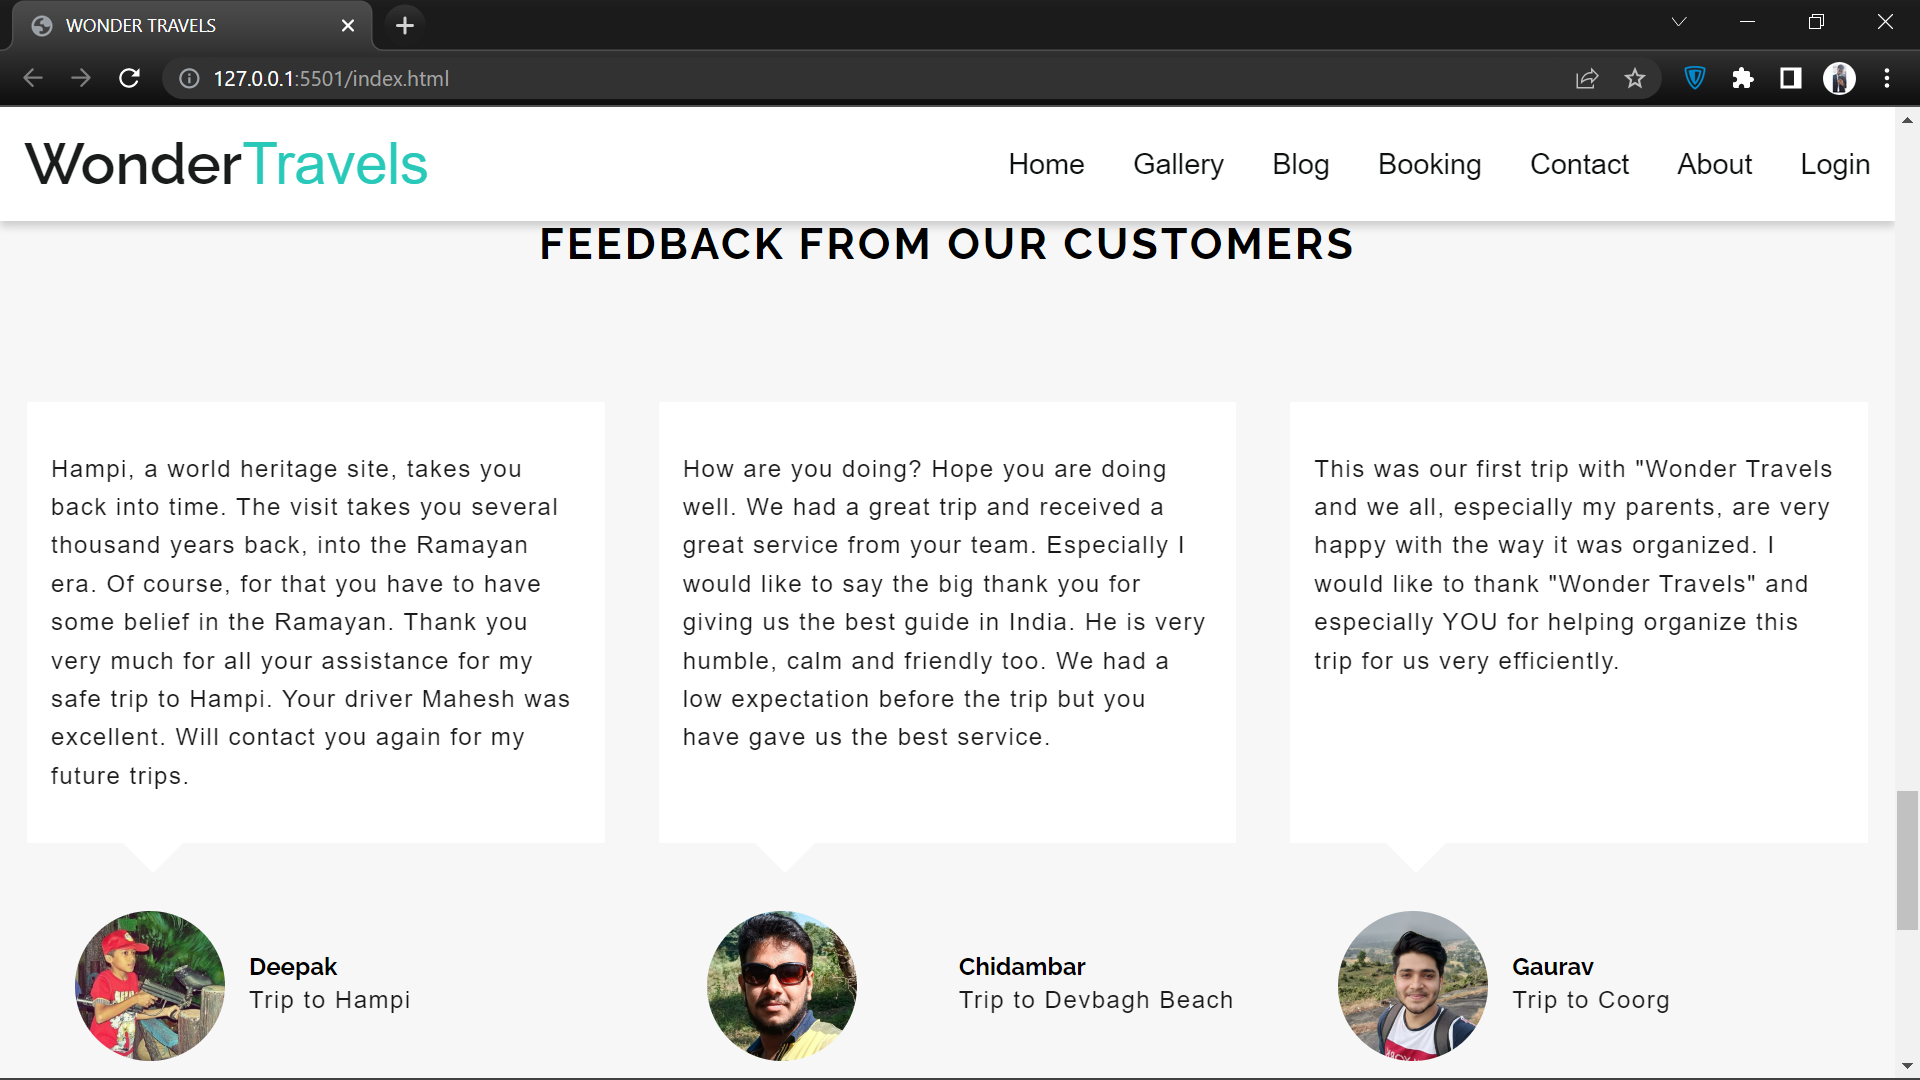 WONDER TRAVELS
127.0.0.1:5501/index.html
WonderTravels
Home Gallery Blog Booking Contact About Login
FEEDBACK FROM OUR CUSTOMERS
Hampi, a world heritage site, takes you
back into time. The visit takes you several
thousand years back, into the Ramayan
era. Of course, for that you have to have
some belief in the Ramayan. Thank you
very much for all your assistance for my
safe trip to Hampi. Your driver Mahesh was
excellent. Will contact you again for my
future trips.
How are you doing? Hope you are doing
well. We had a great trip and received a
great service from your team. Especially I
would like to say the big thank you for
giving us the best guide in India. He is very
humble, calm and friendly too. We had a
low expectation before the trip but you
have gave us the best service.
This was our first trip with "Wonder Travels
and we all, especially my parents, are very
happy with the way it was organized. I
would like to thank "Wonder Travels" and
especially YOU for helping organize this
trip for us very efficiently.
Deepak
Trip to Hampi
Chidambar
Trip to Devbagh Beach
Gaurav
Trip to Coorg